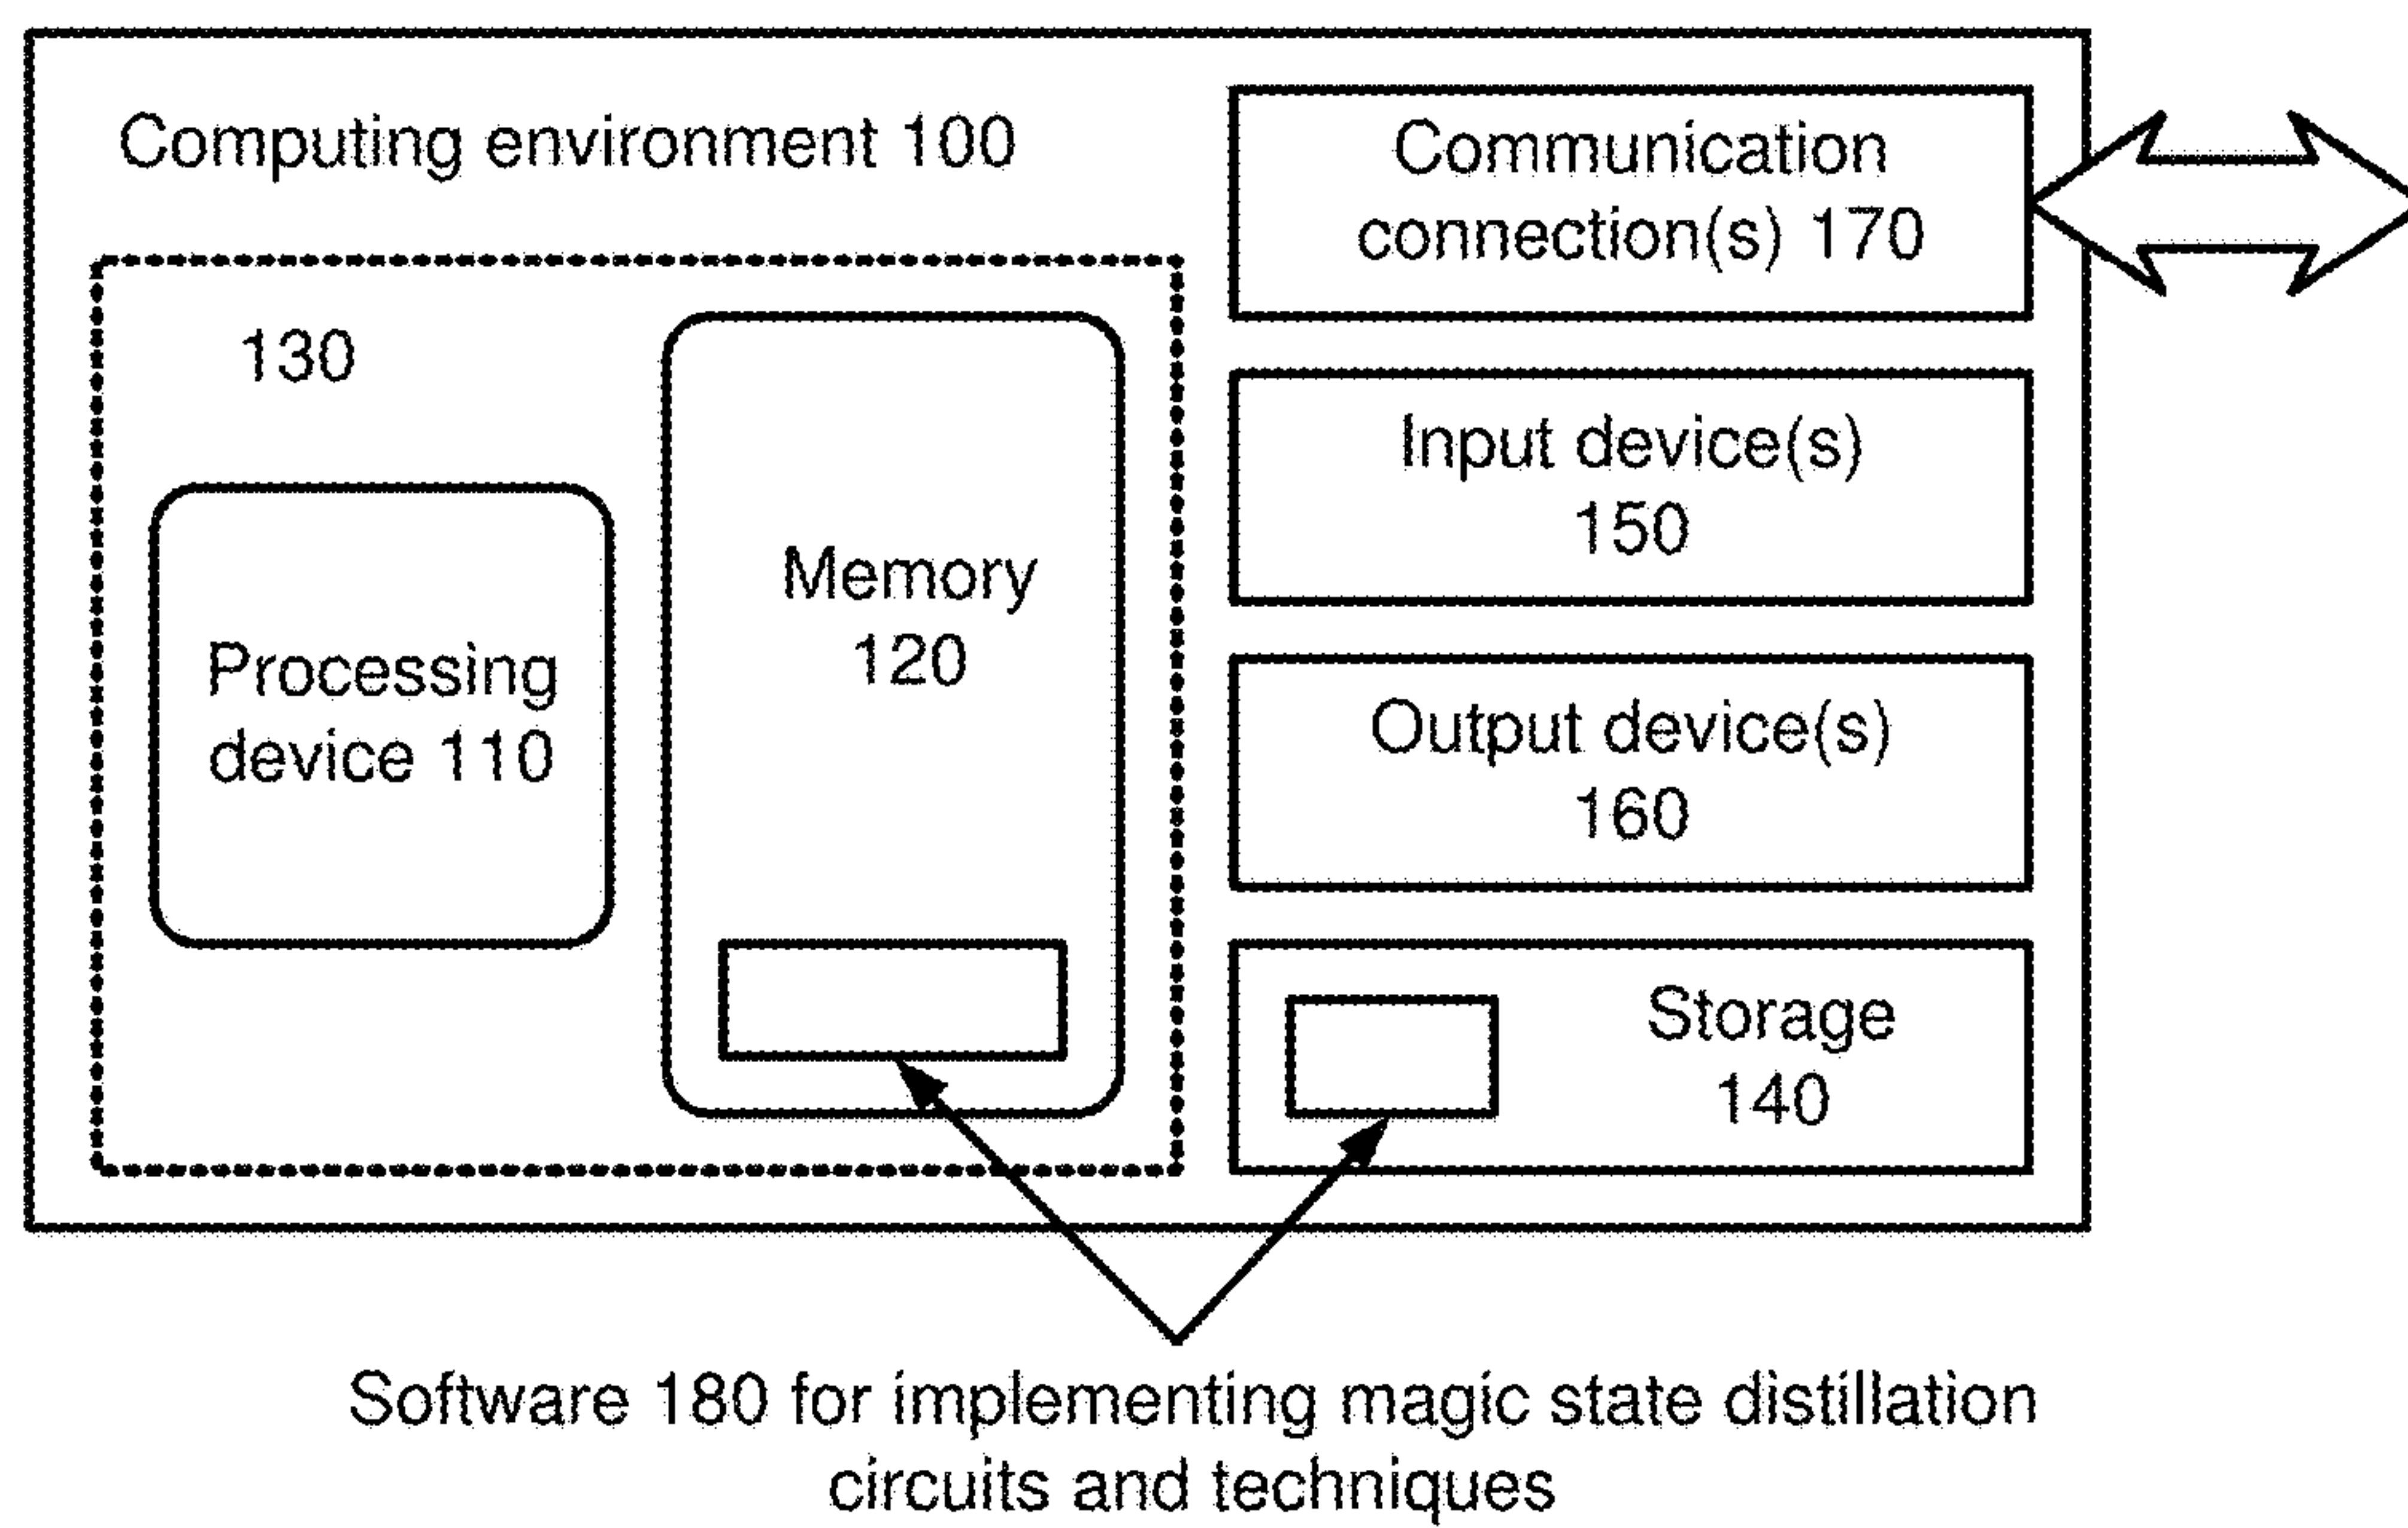 Computing environment 100
130
Processing
device 110
Memory
120
Communication
connection(s) 170
Input device(s)
150
Output device(s)
160
Storage
140
Software 180 for implementing magic state distillation
circuits and techniques